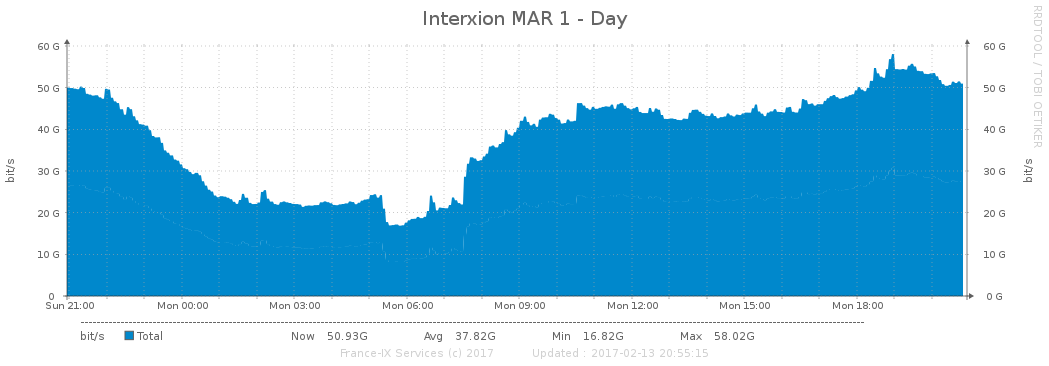 Interxion MAR 1 - Day
RRDTOOL / TOBI OETIKER
60 G 60 G
50 G 50 G
40 G 40 G
30 G 30 G
20 G 20 G
10 G 10 G
0 0 G
bit/s
bit/s
Sun 21:00 Mon 00:00 Mon 03:00 Mon 06:00 Mon 09:00 Mon 12:00 Mon 15:00 Mon 18:00
bit/s Total Now 50.93G Avg 37.82G Min 16.82G Max 58.02G
France-IX Services (c) 2017 Updated : 2017-02-13 20:55:15